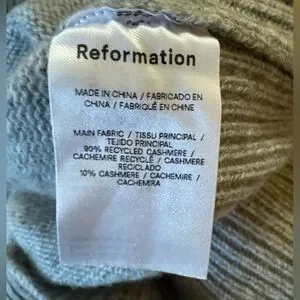 Reformation
MADE IN CHINA / FABRICADO EN
CHINA / FABRIQUÉ EN CHINE
MAIN FABRIC / TISSU PRINCIPAL /
TEJIDO PRINCIPAL
90% RECYCLED CASHMERE /
CACHEMIRE RECYCLÉ / CASHMERE
RECICLADO
10% CASHMERE / CACHEMIRE /
CACHEMIRA